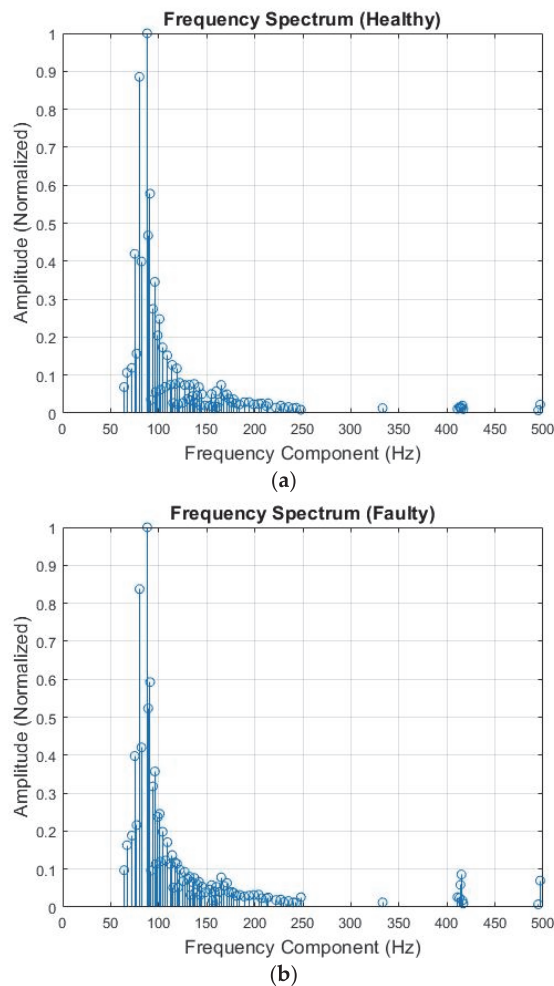 Frequency Spectrum (Healthy)
1
0.9
0.8
0.7
0.6
0.5
0.4
0.3
0.2
0.1
0
Amplitude (Normalized)
0 50 100 150 200 250 300 350 400 450 500
Frequency Component (Hz)
(a)
Frequency Spectrum (Faulty)
1
0.9
0.8
0.7
0.6
0.5
0.4
0.3
0.2
0.1
0
Amplitude (Normalized)
0 50 100 150 200 250 300 350 400 450 500
Frequency Component (Hz)
(b)